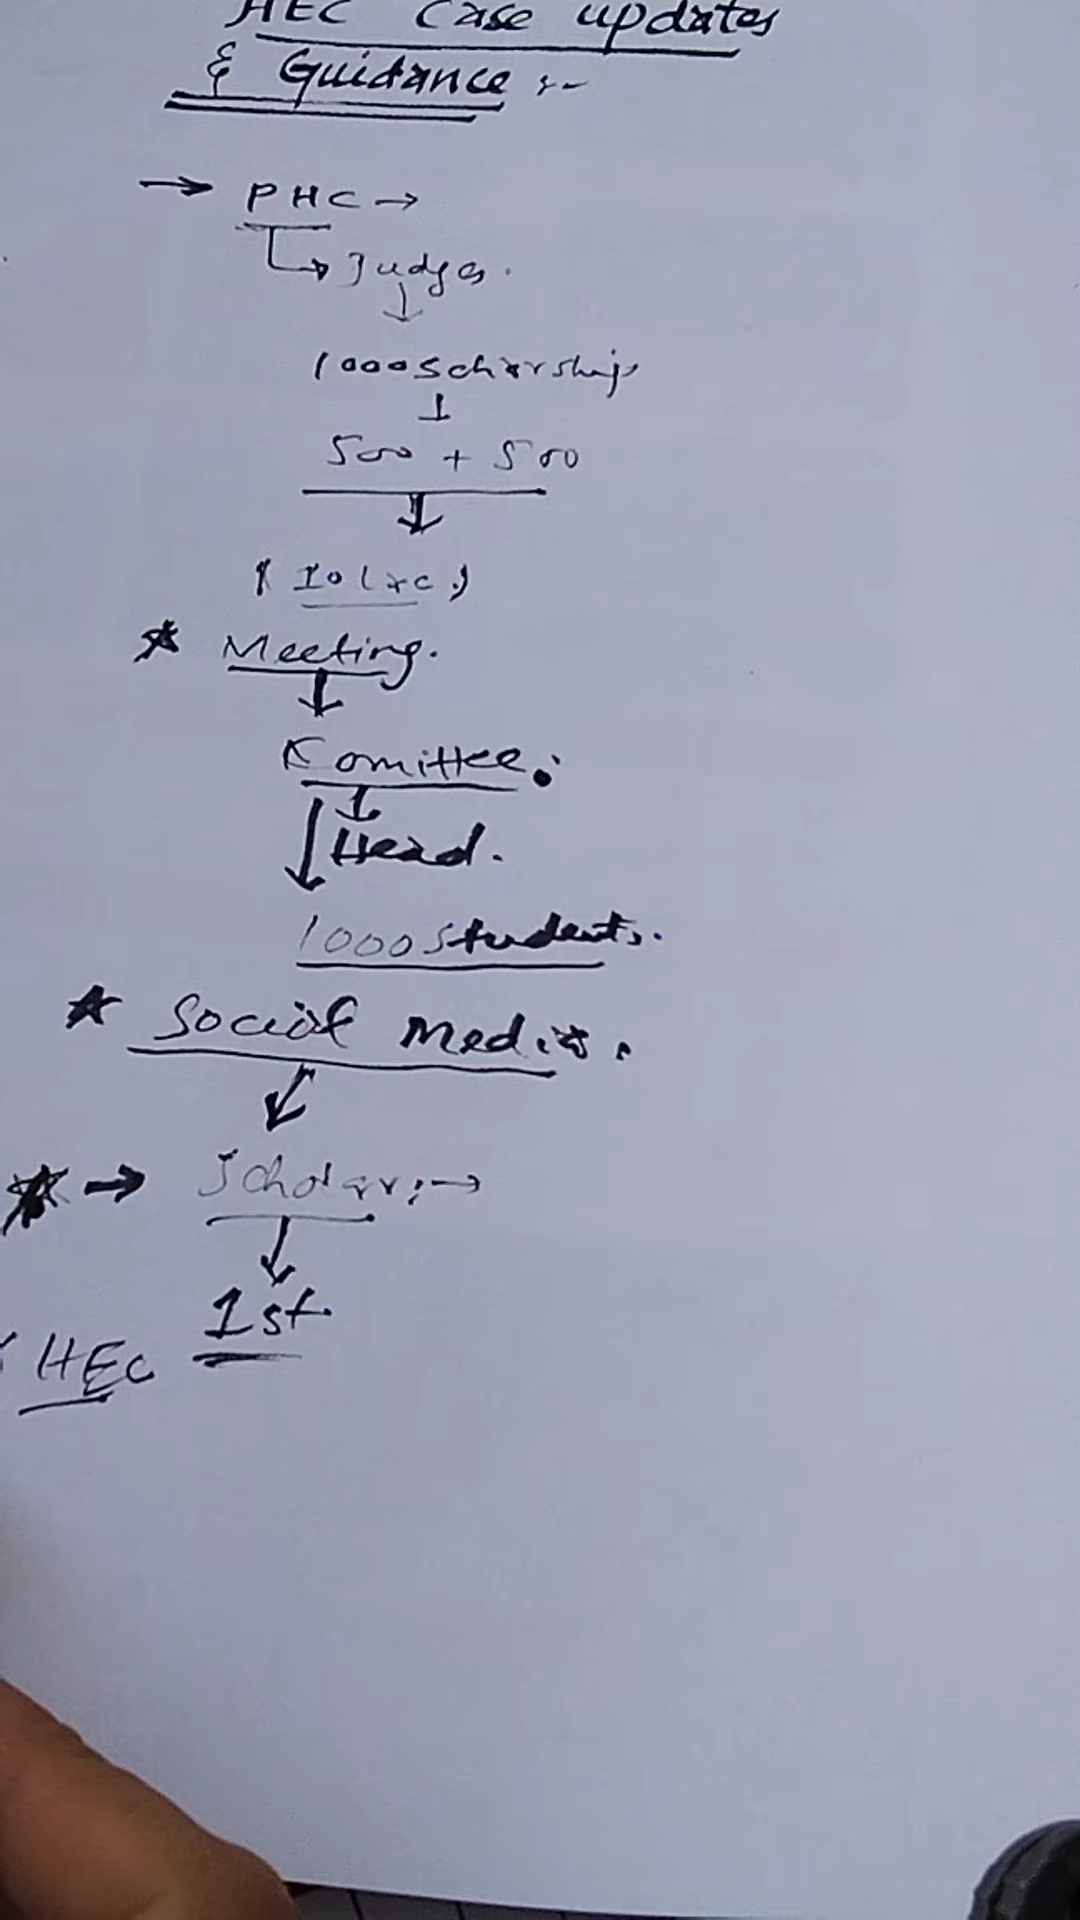 HEC Case updates
& Guidance :-
→ PHC →
↳ Judges.
↓
1000 Scharship
↓
500 + 500
↓
★ Meeting.
↓
Komittee.
↓ ↓ Head.
1000 students.
★ Social Media.
↓
★ → Scholar; →
↓
1st.
HEC